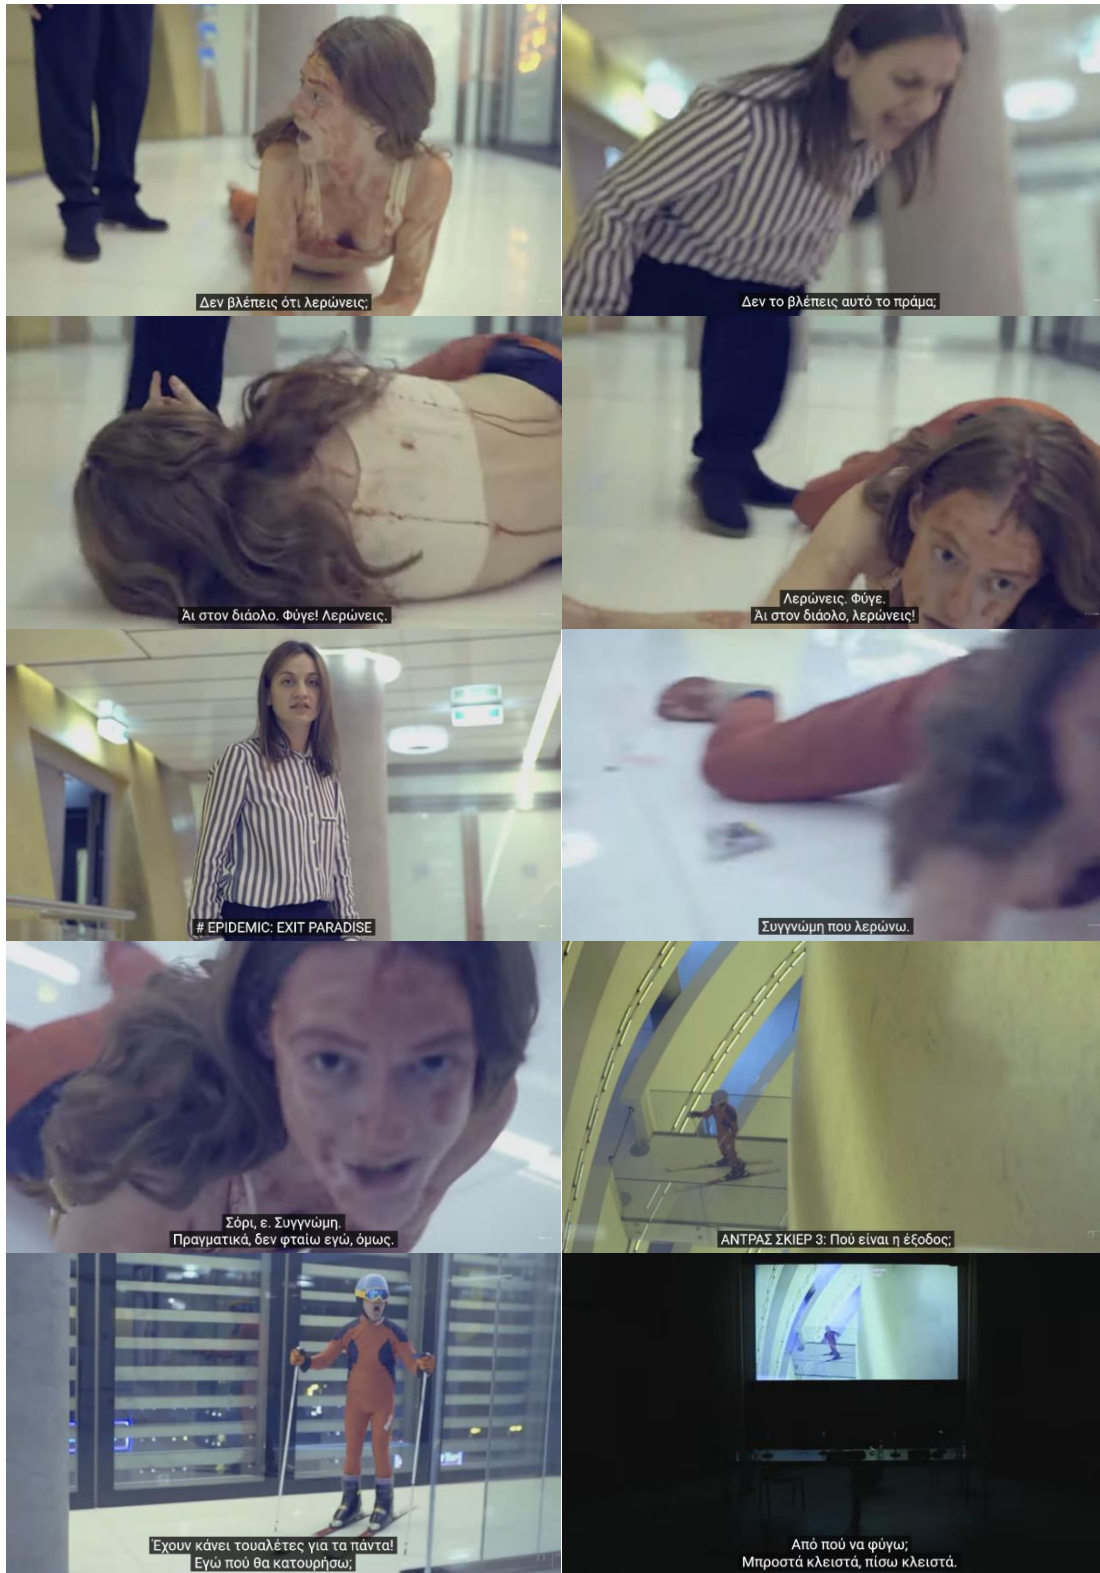 Δεν βλέπεις ότι λερώνεις;
Δεν το βλέπεις αυτό το πράμα;
Άι στον διάολο. Φύγε! Λερώνεις.
Λερώνεις. Φύγε.
Άι στον διάολο, λερώνεις!
# EPIDEMIC: EXIT PARADISE
Συγγνώμη που λερώνω.
Σόρι, ε. Συγγνώμη.
Πραγματικά, δεν φταίω εγώ, όμως.
ΑΝΤΡΑΣ ΣΚΙΕΡ 3: Πού είναι η έξοδος;
Έχουν κάνει τουαλέτες για τα πάντα!
Εγώ πού θα κατουρήσω;
Από πού να φύγω;
Μπροστά κλειστά, πίσω κλειστά.